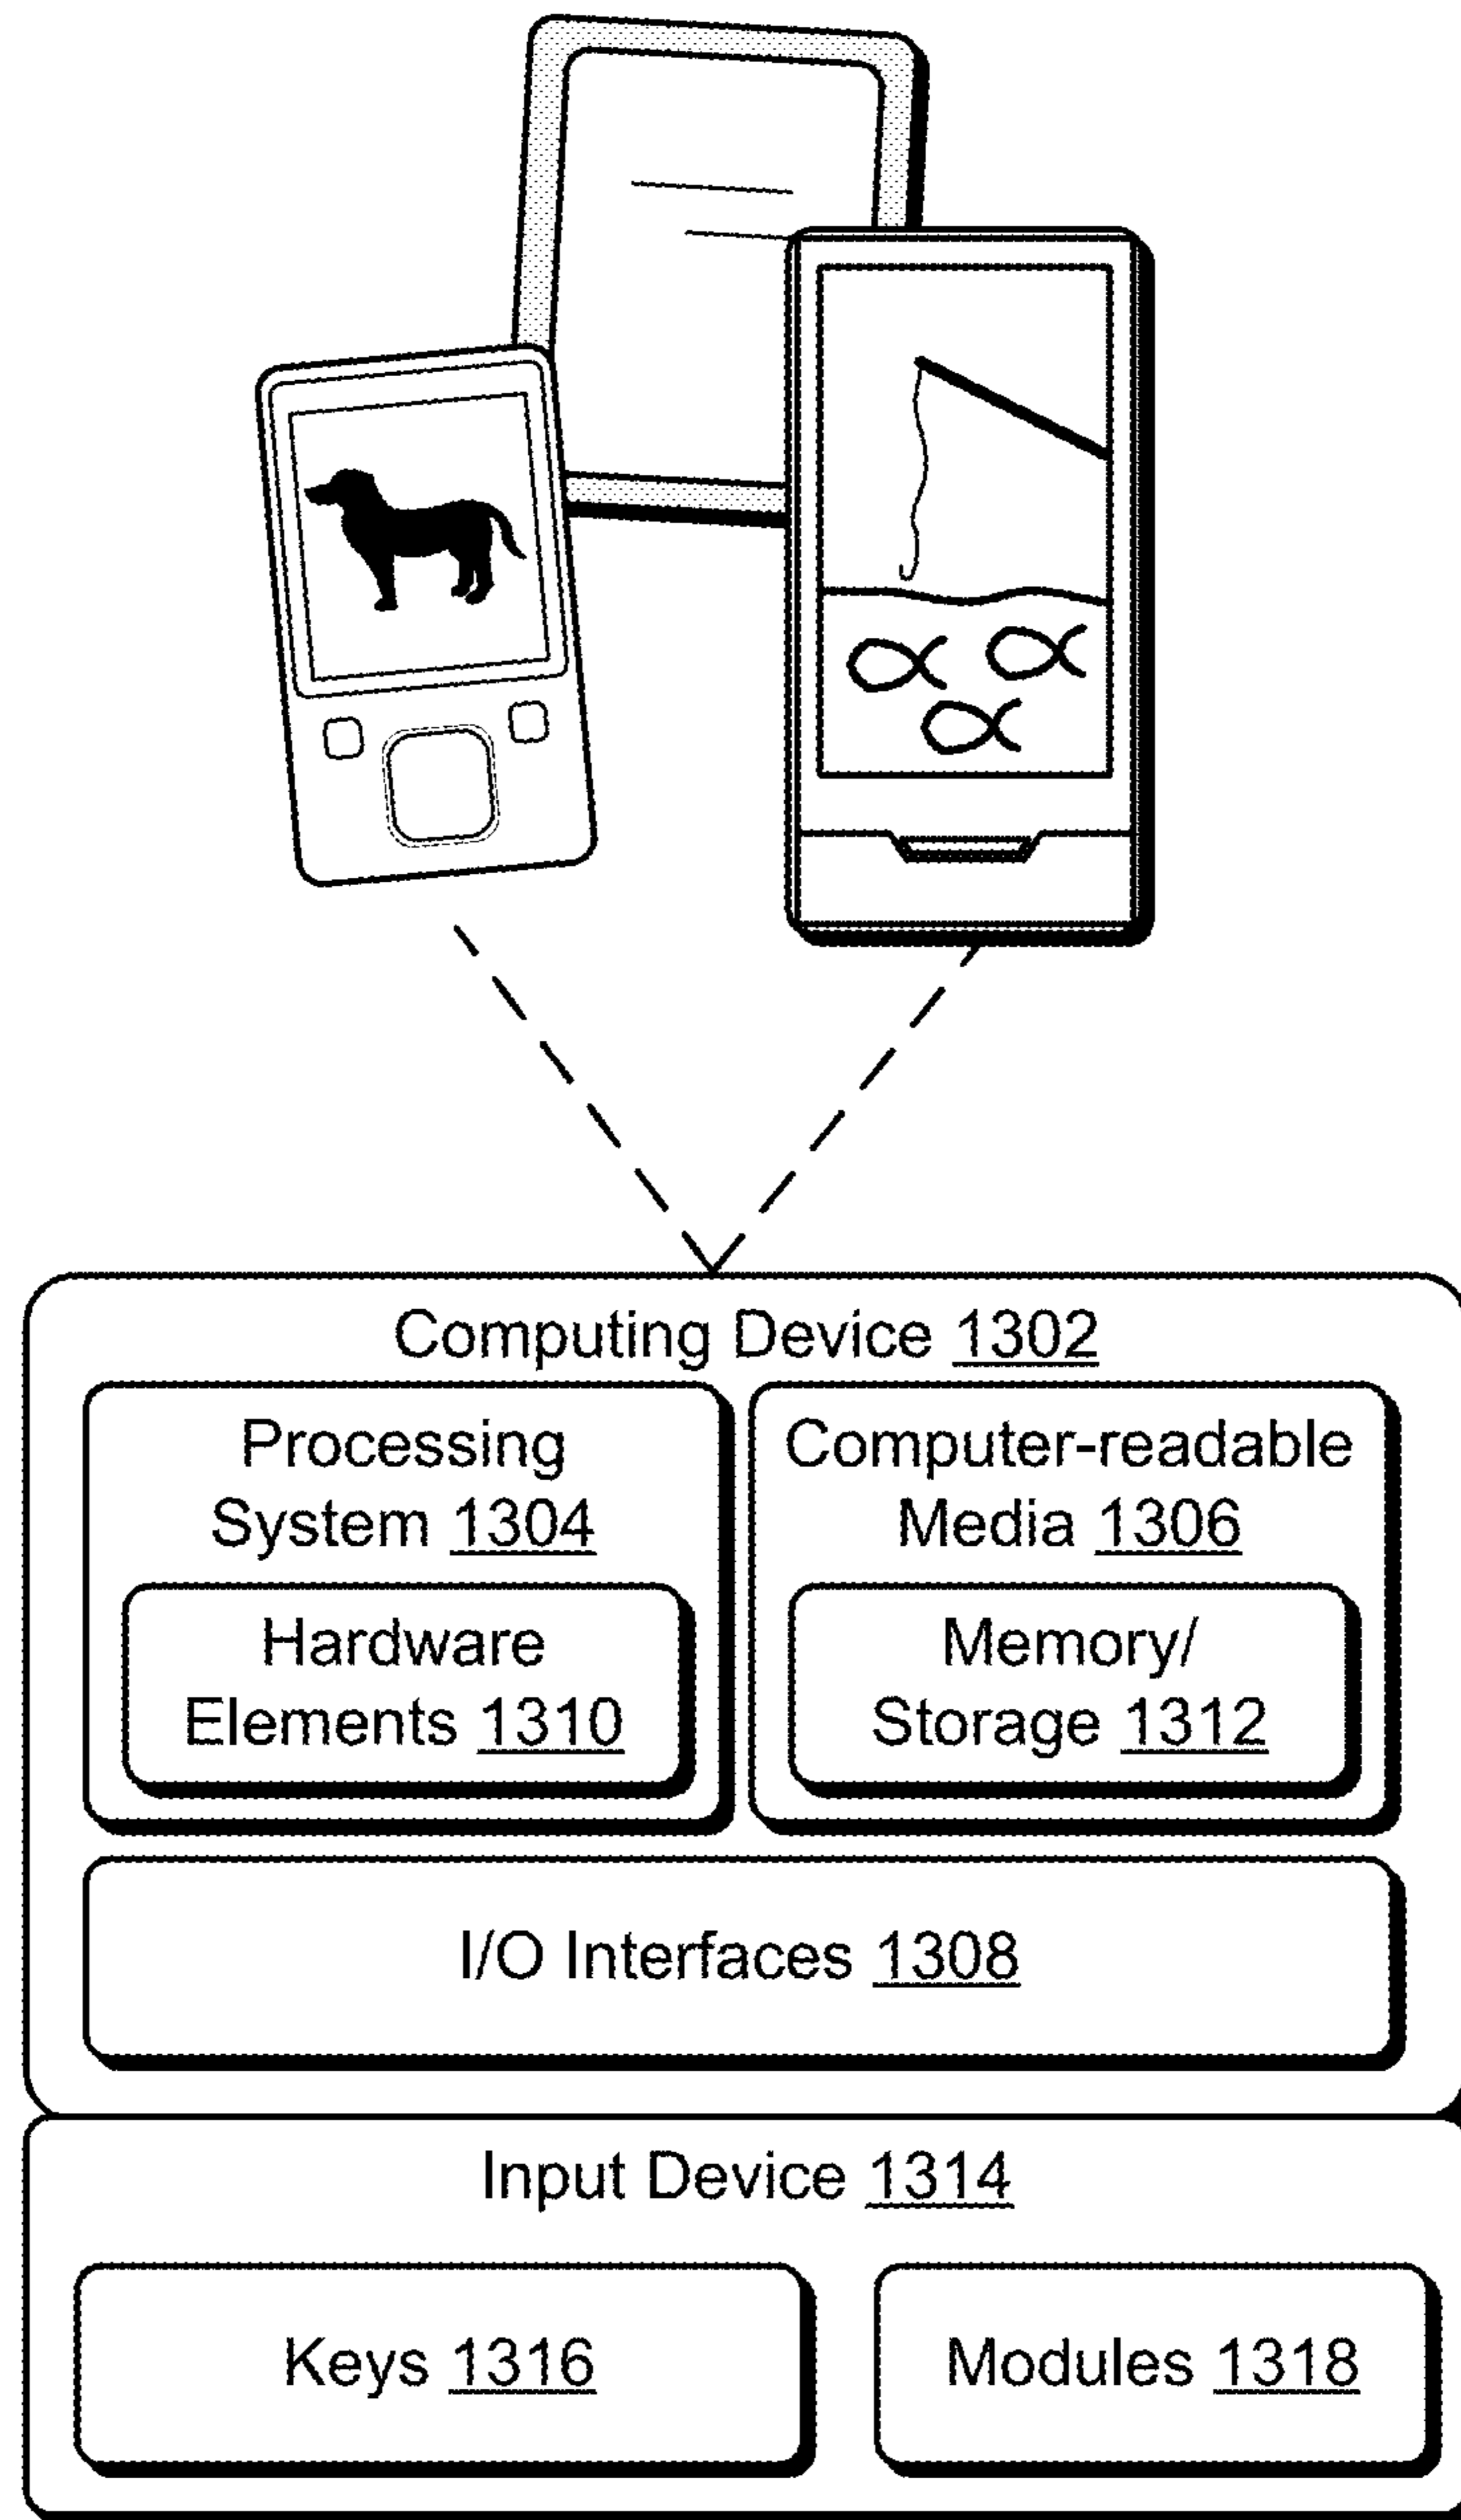 Computing Device 1302
Processing
System 1304
Hardware
Elements 1310
Computer-readable
Media 1306
Memory/
Storage 1312
I/O Interfaces 1308
Input Device 1314
Keys 1316
Modules 1318